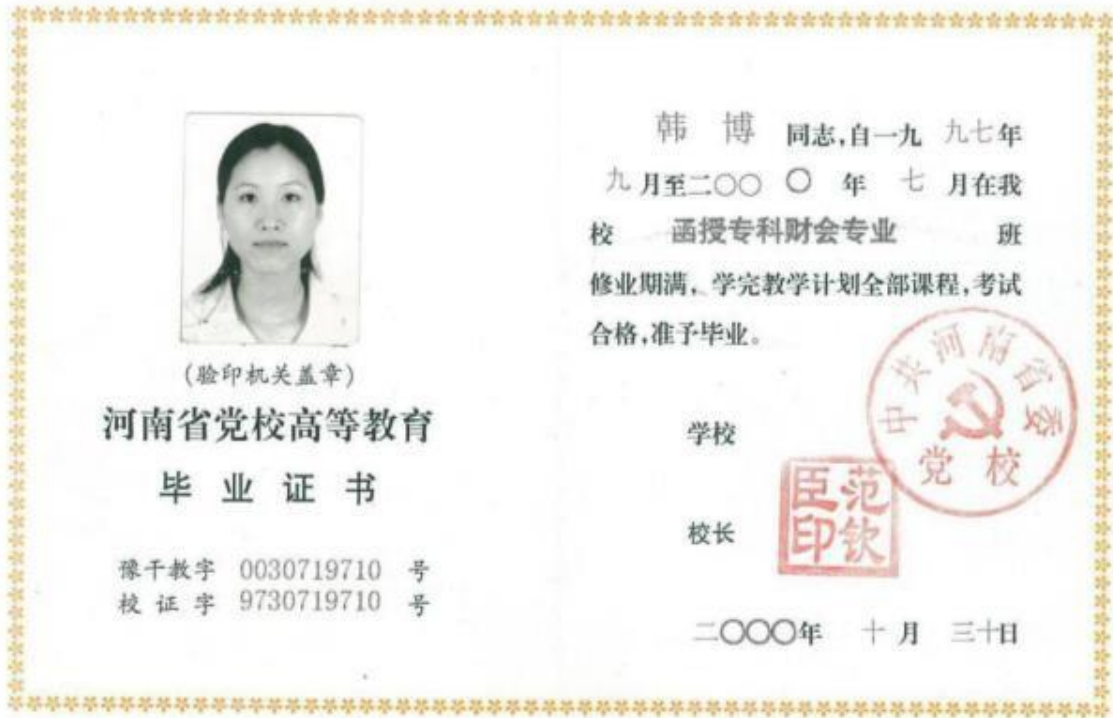 (验印机关盖章)
河南省党校高等教育
毕业证书
豫干教字 0030719710 号
校证字 9730719710 号
韩博 同志,自一九九七年
九月至二〇〇〇年七月在我
校 函授专科财会专业 班
修业期满、学完教学计划全部课程,考试
合格,准予毕业。
中共河南省委
党校
学校
范钦
臣印
校长
二〇〇〇年 十月 三十日